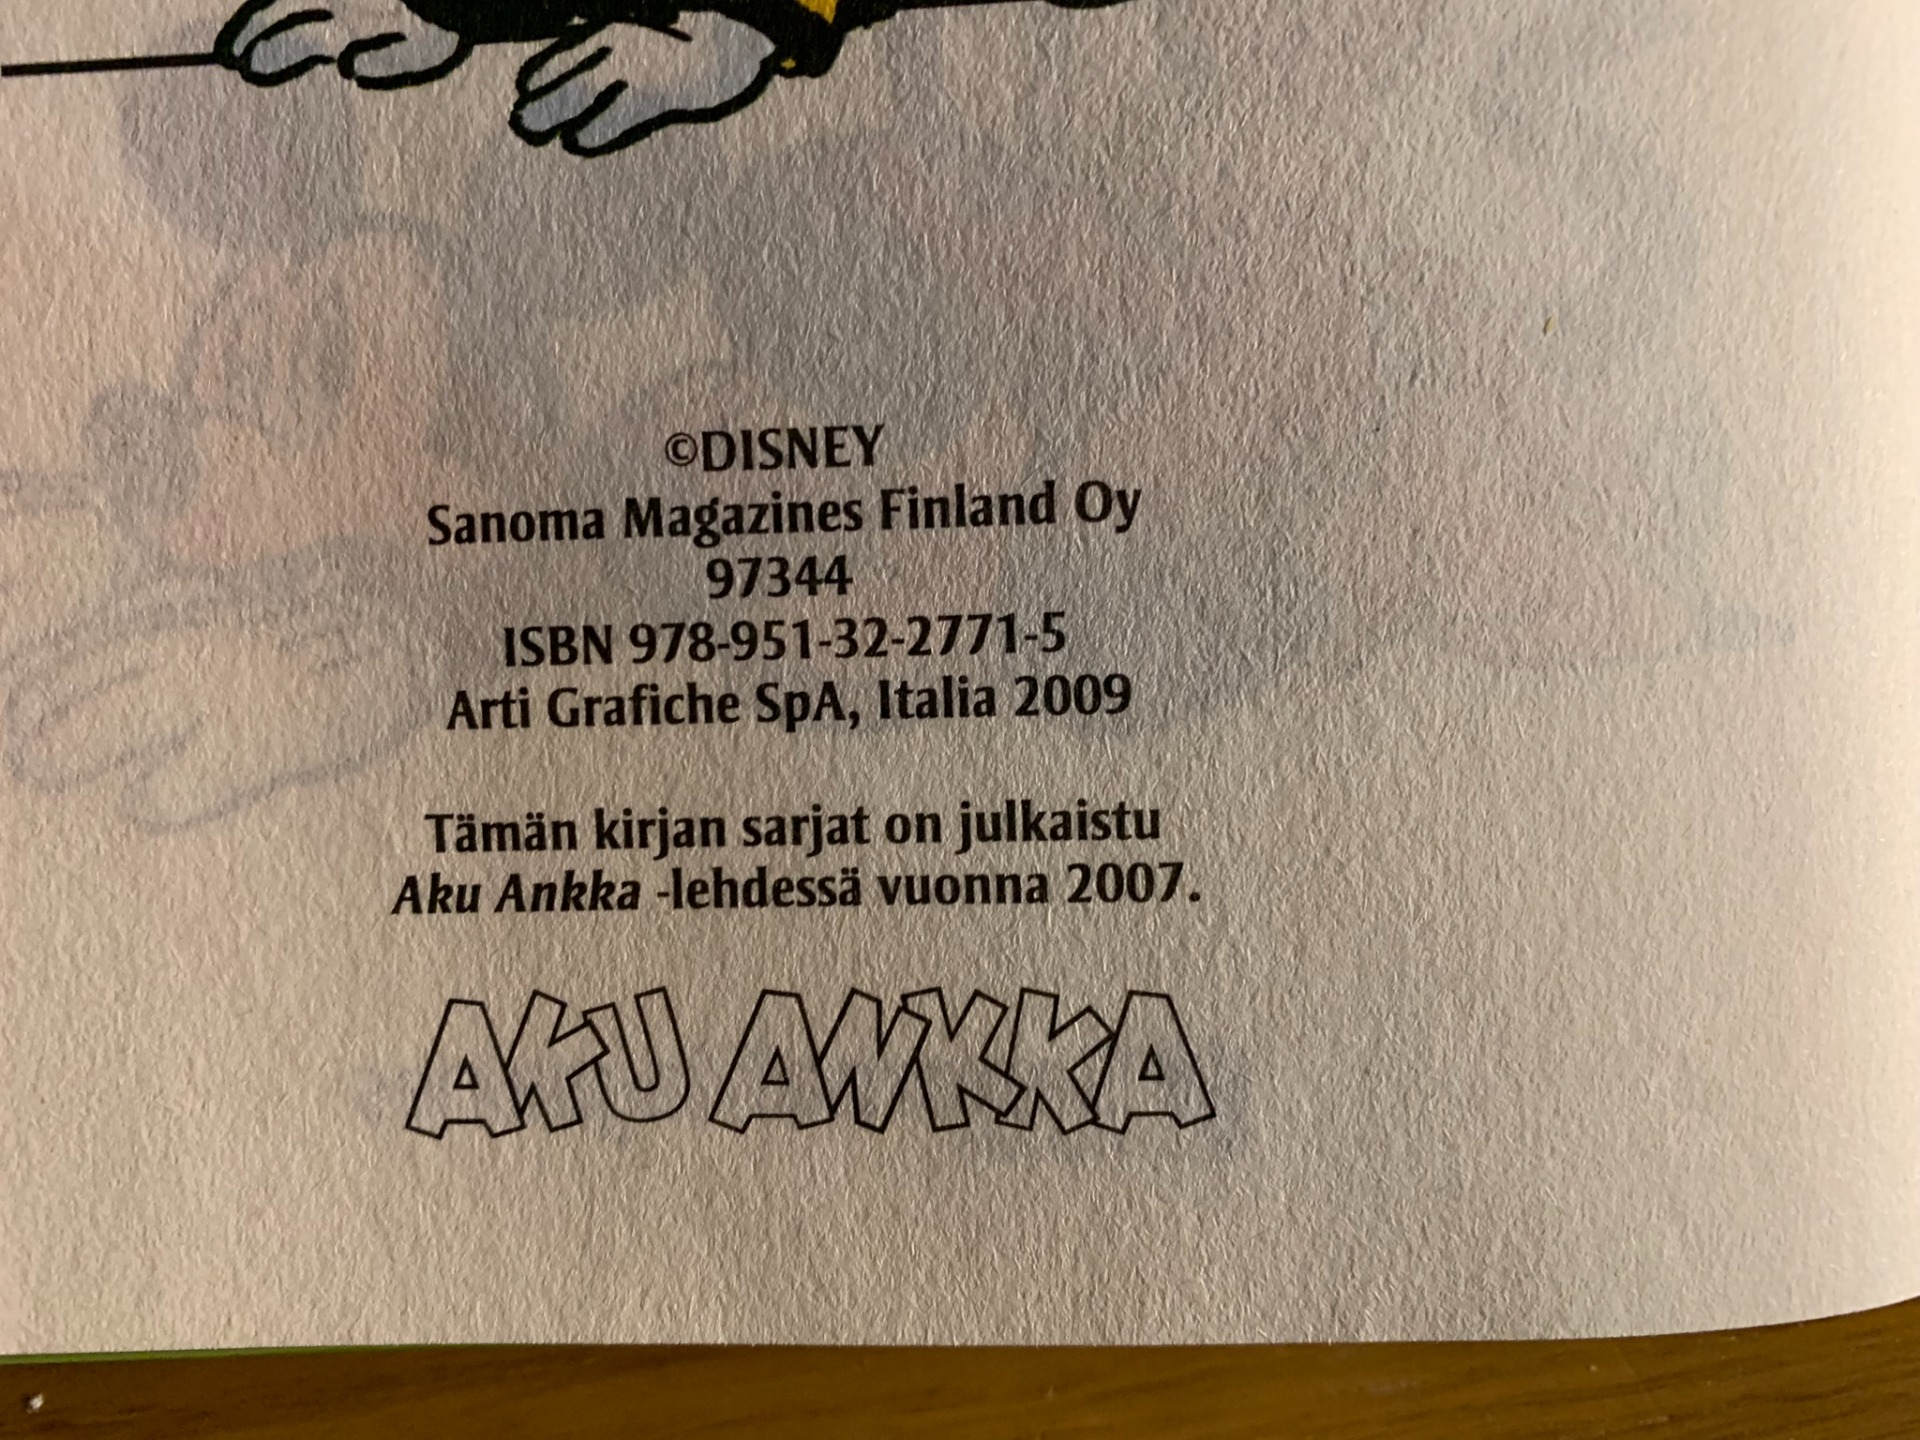 ©DISNEY
Sanoma Magazines Finland Oy
97344
ISBN 978-951-32-2771-5
Arti Grafiche SpA, Italia 2009
Tämän kirjan sarjat on julkaistu
Aku Ankka -lehdessä vuonna 2007.
AKU ANKKA